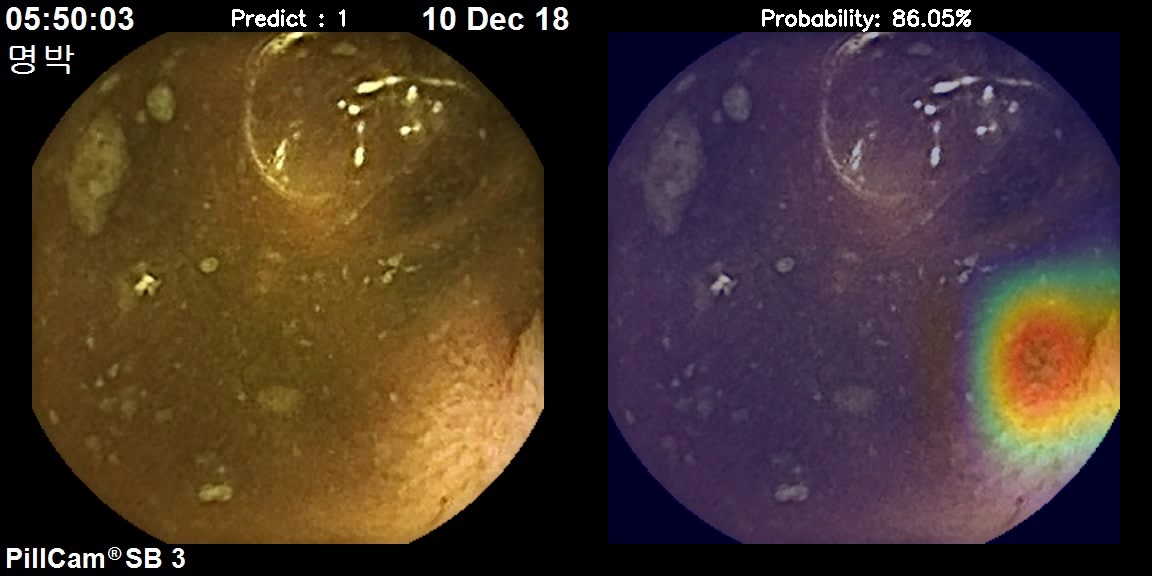 05:50:03 Predict : 1 10 Dec 18 Probability: 86.05%
명박
PillCam® SB 3